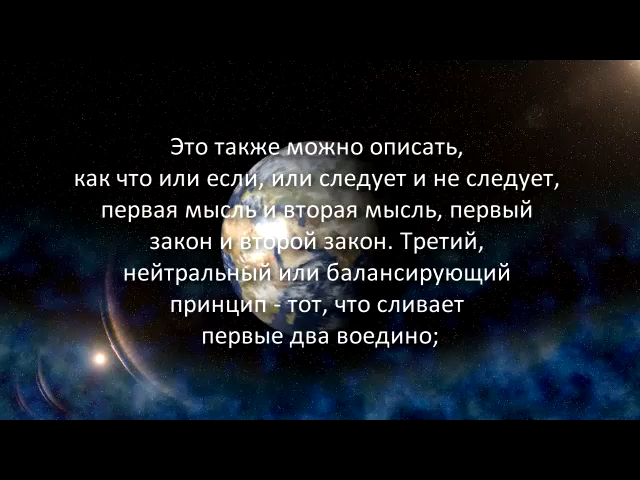 Это также можно описать,
как что или если, или следует и не следует,
первая мысль и вторая мысль, первый
закон и второй закон. Третий,
нейтральный или балансирующий
принцип - тот, что сливает
первые два воедино;